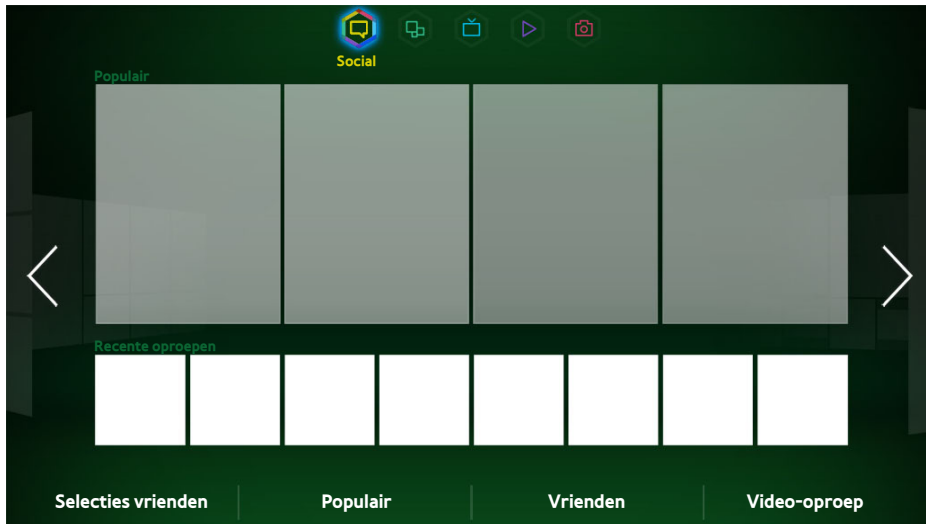 Social
Populair
Recente oproepen
Selecties vrienden
Populair
Vrienden
Video-oproep